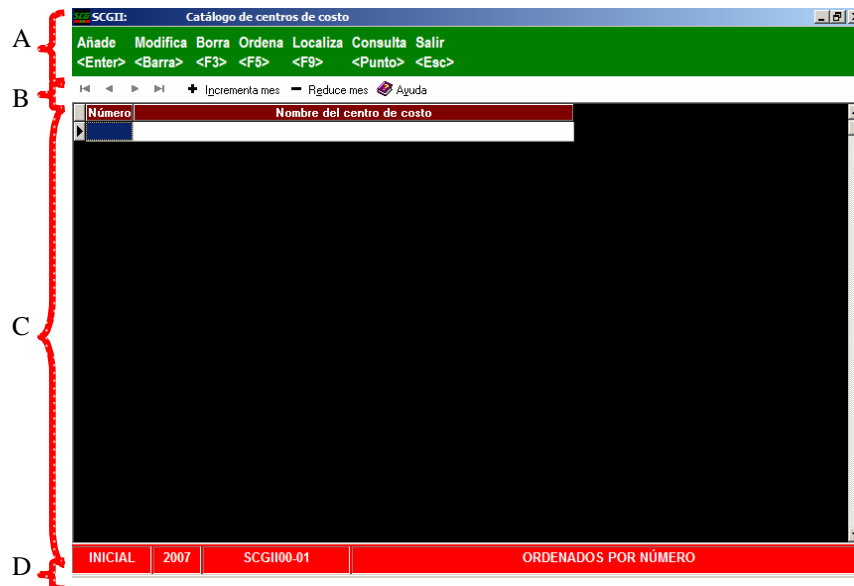 SCG SCGII: Catálogo de centros de costo
A
Añade Modifica Borra Ordena Localiza Consulta Salir
<Enter> <Barra> <F3> <F5> <F9> <Punto> <Esc>
B
Incrementa mes Reduce mes Ayuda
Número Nombre del centro de costo
C
D
INICIAL 2007 SCGII00-01 ORDENADOS POR NÚMERO